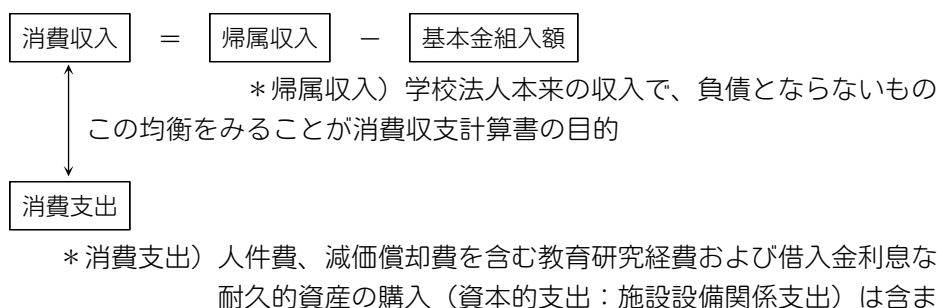 消費収入 ＝ 帰属収入 － 基本金組入額
＊帰属収入）学校法人本来の収入で、負債とならないもの
この均衡をみることが消費収支計算書の目的
消費支出
＊消費支出）人件費、減価償却費を含む教育研究経費および借入金利息な
耐久的資産の購入（資本的支出：施設設備関係支出）は含ま